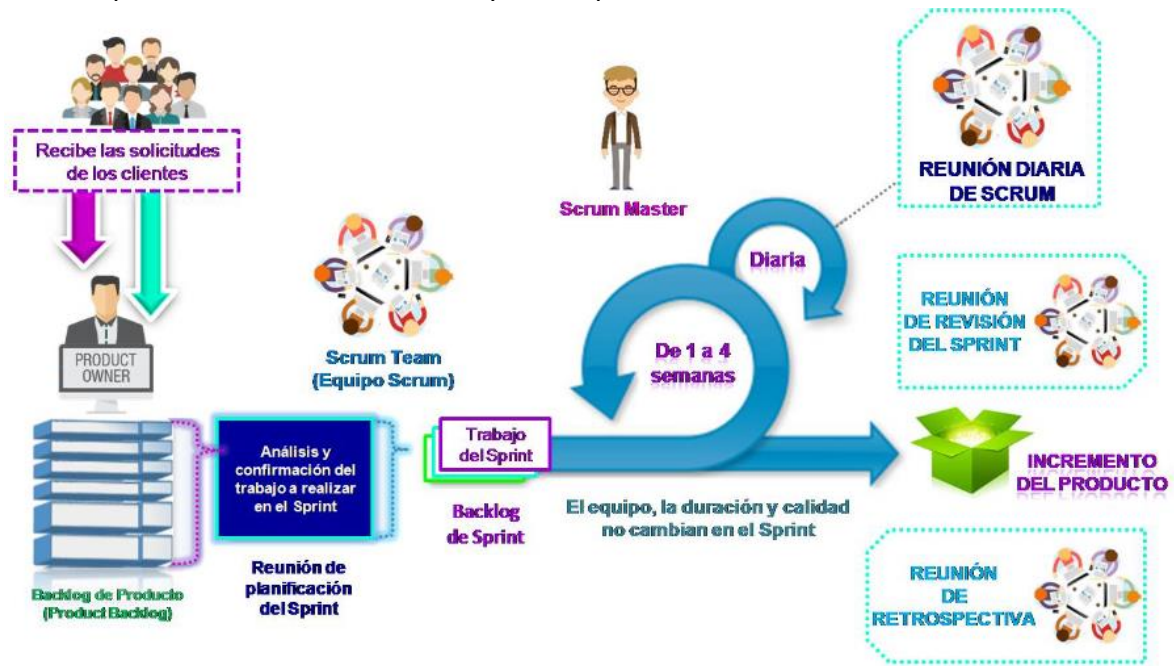 Recibe las solicitudes
de los clientes
PRODUCT
OWNER
Backlog de Producto
(Product Backlog)
Scrum Team
(Equipo Scrum)
Análisis y
confirmación del
trabajo a realizar
en el Sprint
Reunión de
planificación
del Sprint
Trabajo
del Sprint
Backlog
de Sprint
Scrum Master
Diaria
De 1 a 4
semanas
El equipo, la duración y calidad
no cambian en el Sprint
REUNIÓN DIARIA
DE SCRUM
REUNIÓN
DE REVISIÓN
DEL SPRINT
INCREMENTO
DEL PRODUCTO
REUNIÓN
DE
RETROSPECTIVA